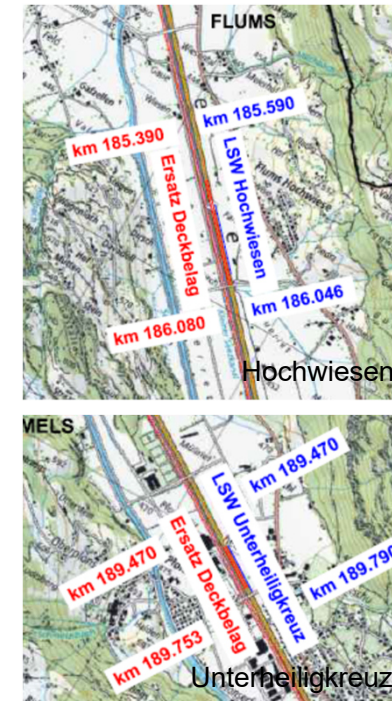 FLUMS
km 185.590
km 185.390
Ersatz Deckbelag
LSW Hochwiesen
km 186.046
km 186.080
Hochwiesen
MELS
km 189.470
LSW Unterheiligkreuz
Ersatz Deckbelag
km 189.470
km 189.790
km 189.753
Unterheiligkreuz